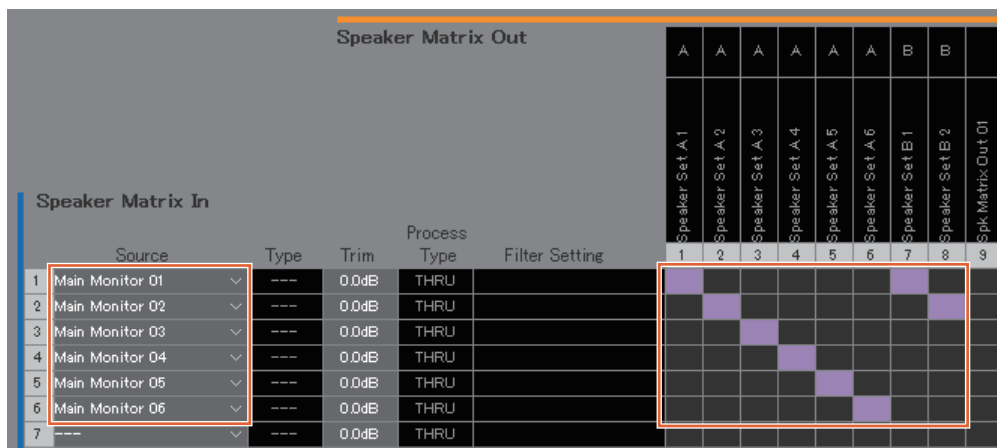 Speaker Matrix Out
A A A A A A B B
Speaker Set A 1
Speaker Set A 2
Speaker Set A 3
Speaker Set A 4
Speaker Set A 5
Speaker Set A 6
Speaker Set B 1
Speaker Set B 2
Spk.Matrix Out 01
Speaker Matrix In
Source Type Trim Process Type Filter Setting 1 2 3 4 5 6 7 8 9
1 Main Monitor 01 --- 0.0dB THRU
2 Main Monitor 02 --- 0.0dB THRU
3 Main Monitor 03 --- 0.0dB THRU
4 Main Monitor 04 --- 0.0dB THRU
5 Main Monitor 05 --- 0.0dB THRU
6 Main Monitor 06 --- 0.0dB THRU
7 --- --- 0.0dB THRU